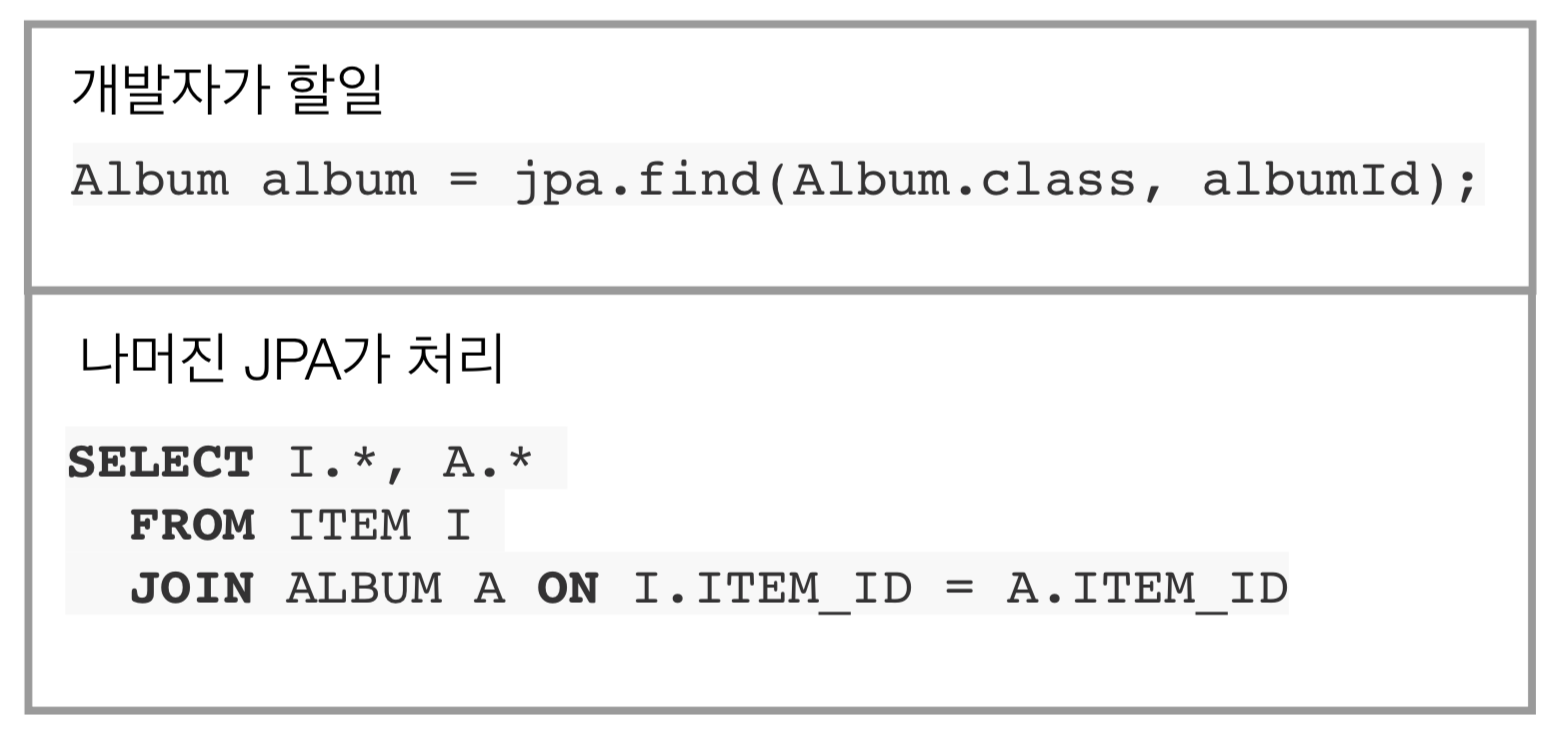 개발자가 할일
Album album = jpa.find(Album.class, albumId);
나머진 JPA가 처리
SELECT I.*, A.*
FROM ITEM I
JOIN ALBUM A ON I.ITEM_ID = A.ITEM_ID